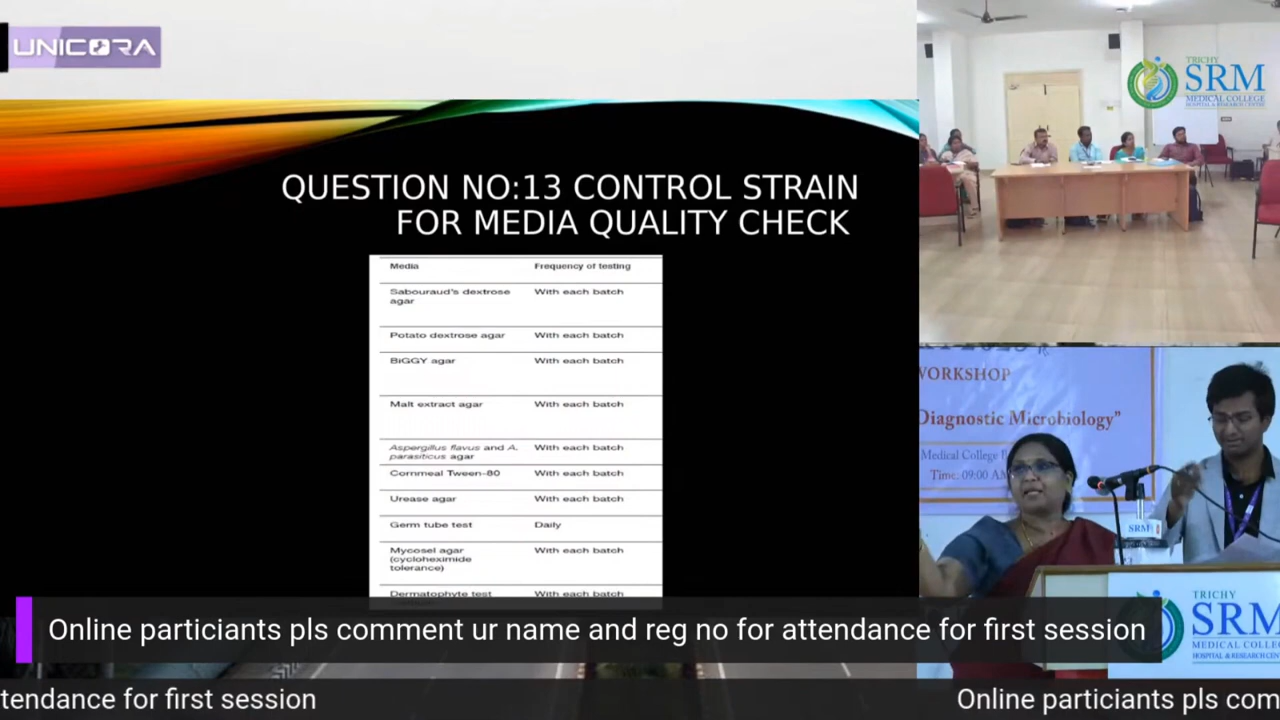 UNICORA
QUESTION NO:13 CONTROL STRAIN
FOR MEDIA QUALITY CHECK
Media Frequency of testing
Sabouraud's dextrose
agar With each batch
Potato dextrose agar With each batch
BiGGY agar With each batch
Malt extract agar With each batch
Aspergillus flavus and A.
parasiticus agar With each batch
Cornmeal Tween-80 With each batch
Urease agar With each batch
Germ tube test Daily
Mycosel agar
(cycloheximide
tolerance) With each batch
Dermatophyte test With each batch
TRICHY
SRM
MEDICAL COLLEGE
HOSPITAL & RESEARCH CENTRE
WORKSHOP
Diagnostic Microbiology"
Medical College
Time: 09:00 AM
SRM
TRICHY
SRM
MEDICAL COLLEGE
HOSPITAL & RESEARCH CEN
Online particiants pls comment ur name and reg no for attendance for first session
tendance for first session Online particiants pls com